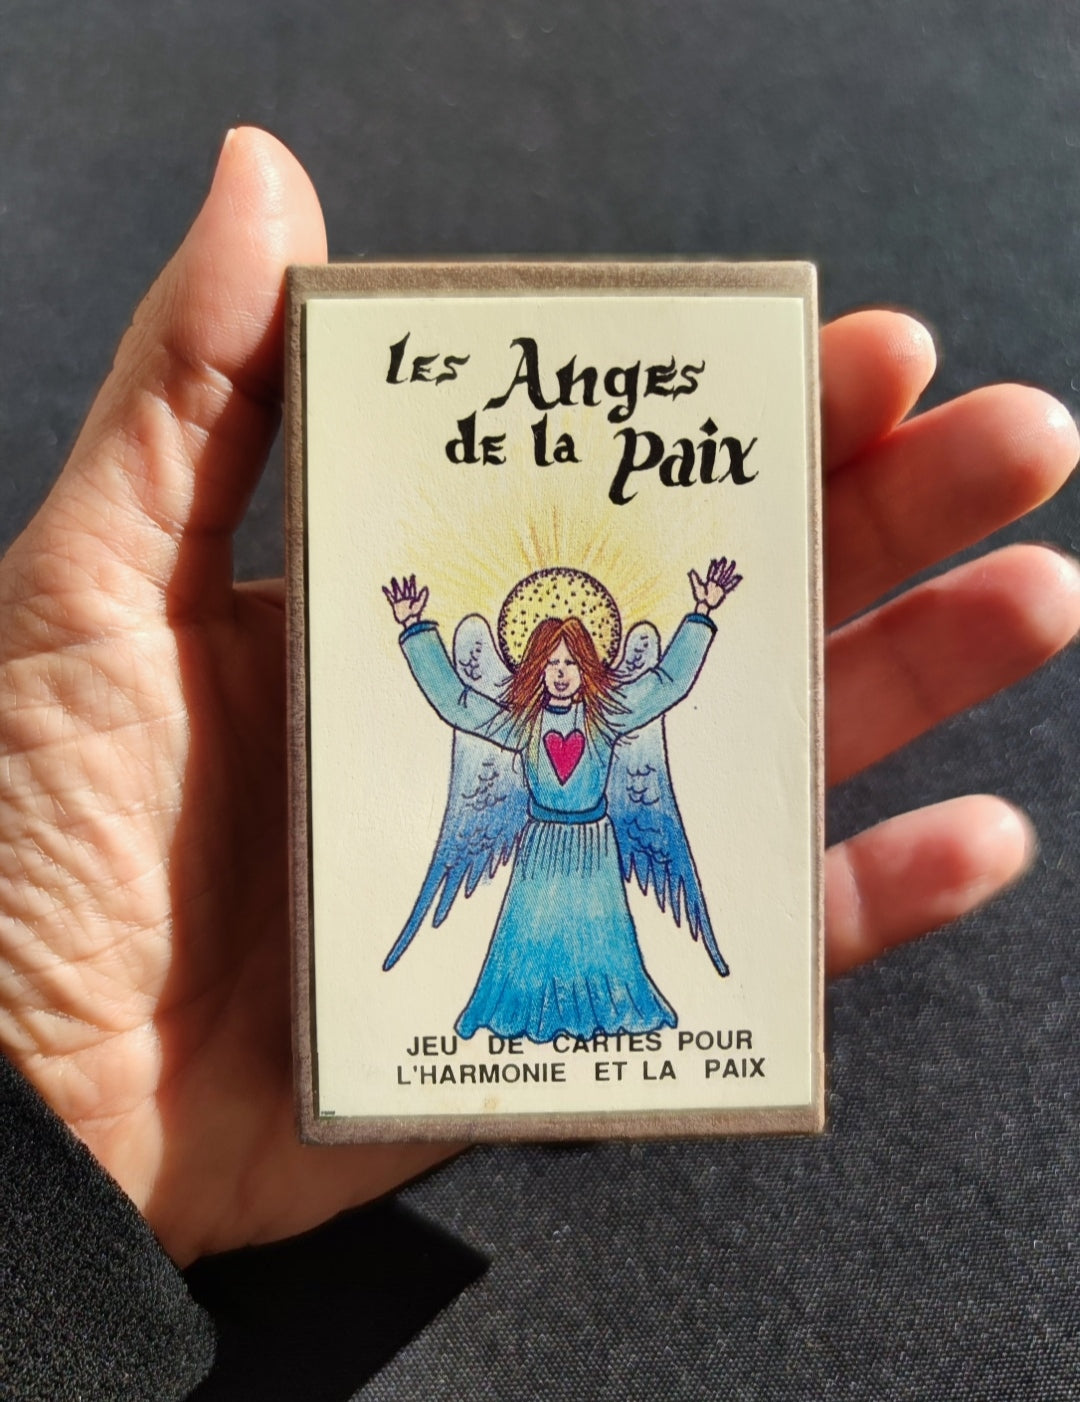 les Anges
de la Paix
JEU DE CARTES POUR
L'HARMONIE ET LA PAIX